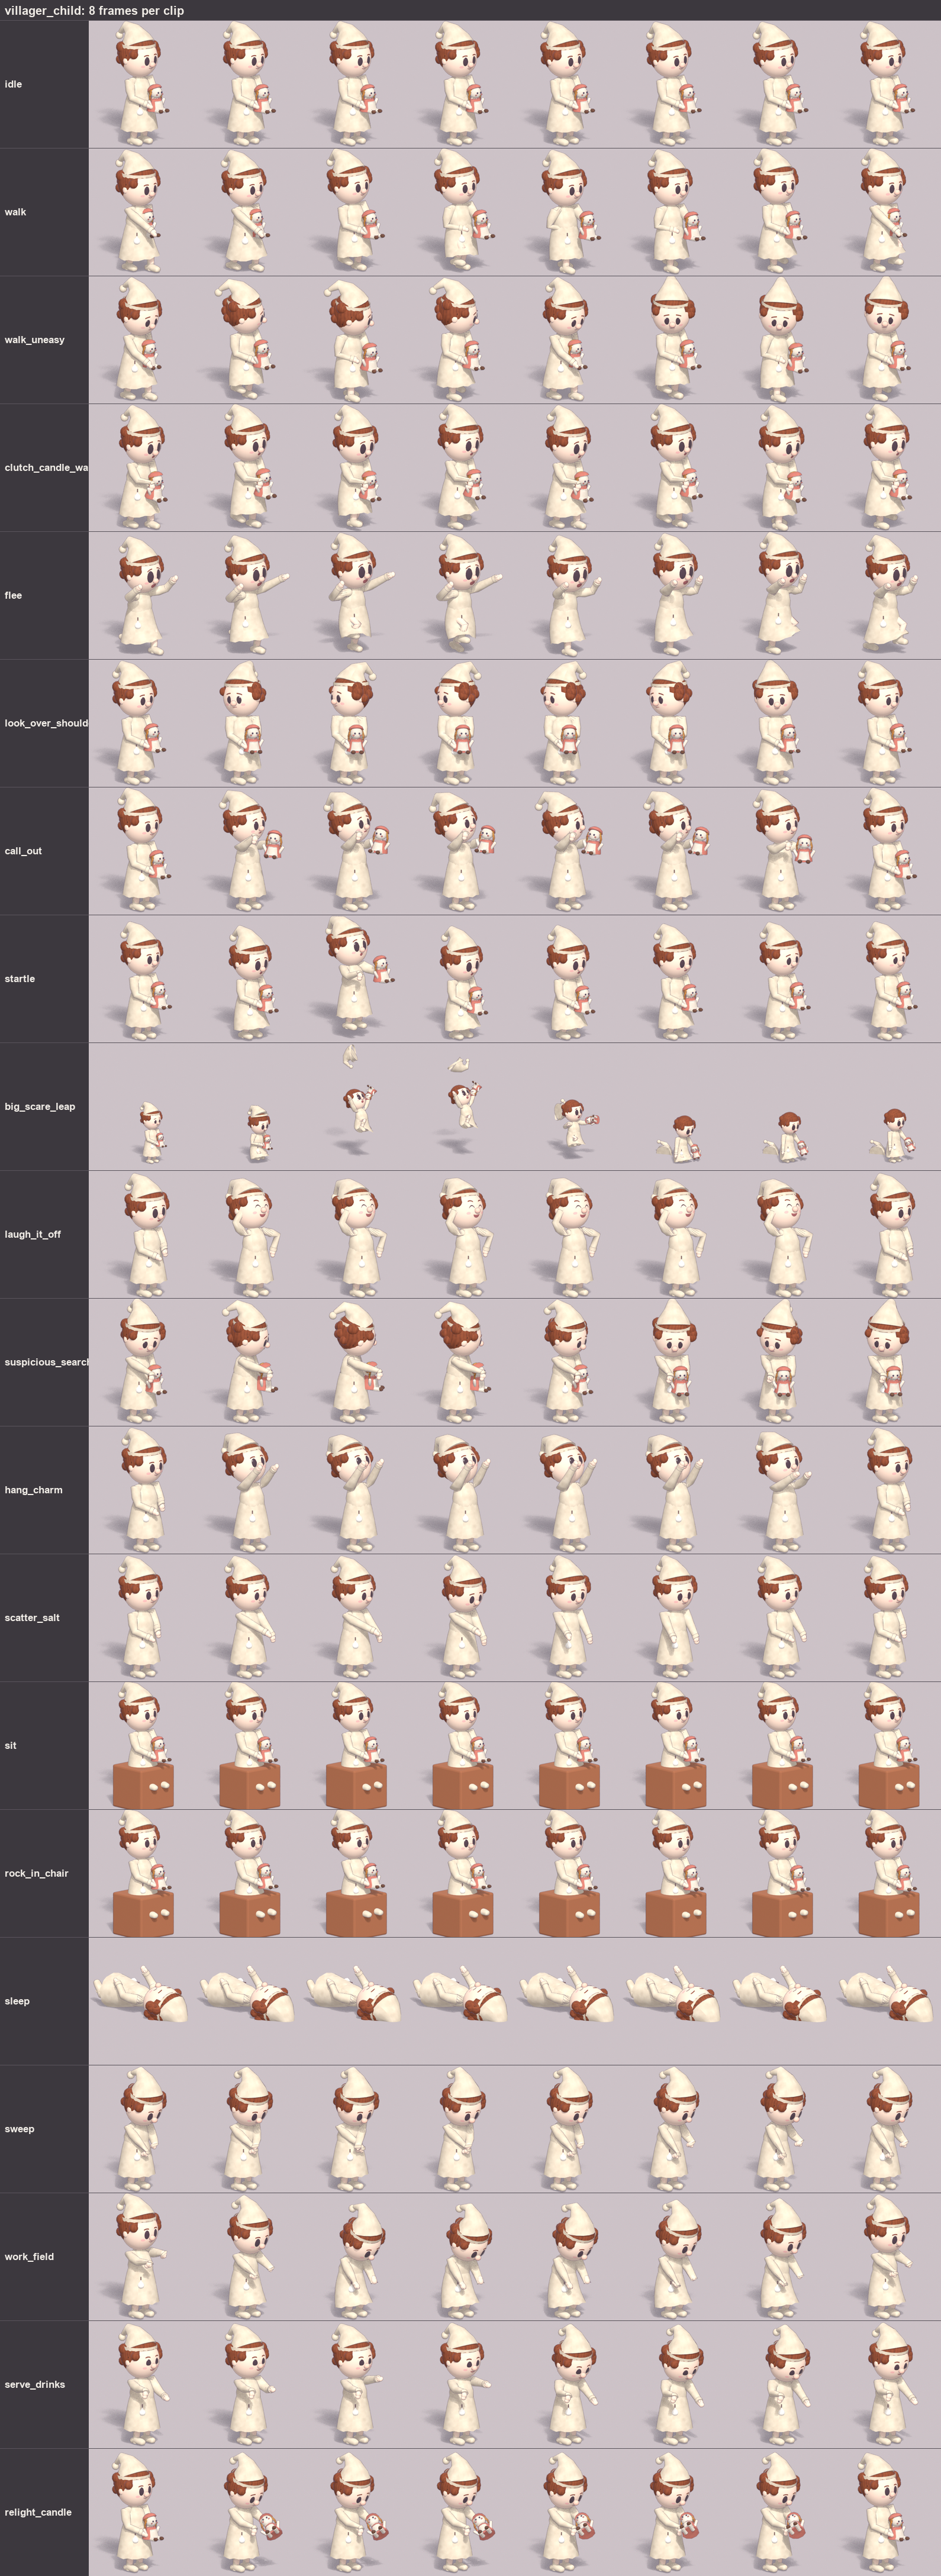 villager_child: 8 frames per clip
idle
walk
walk_uneasy
clutch_candle_wa
flee
look_over_should
call_out
startle
big_scare_leap
laugh_it_off
suspicious_search
hang_charm
scatter_salt
sit
rock_in_chair
sleep
sweep
work_field
serve_drinks
relight_candle